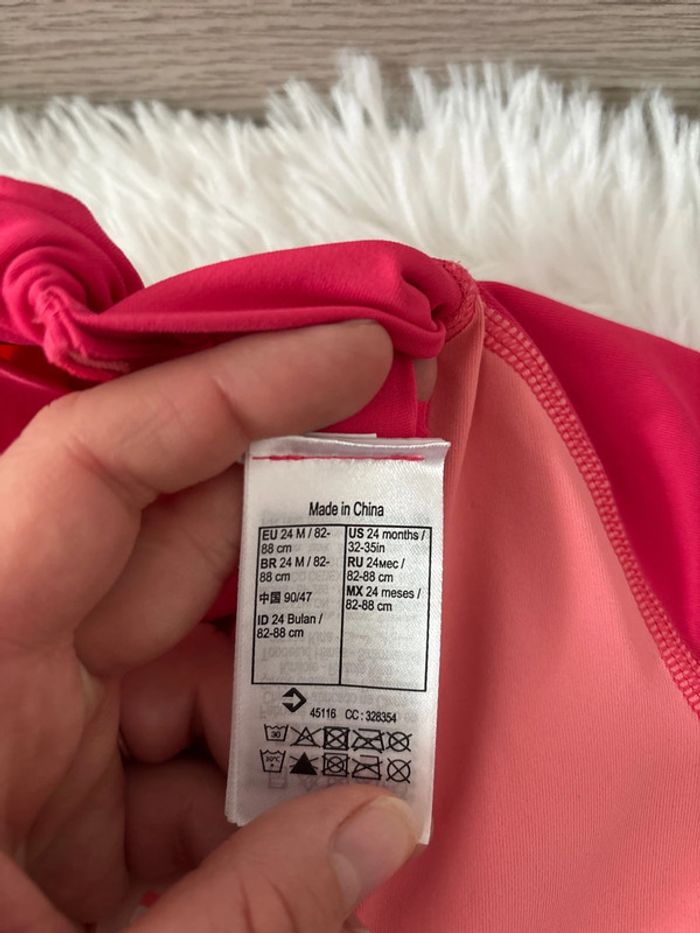 Made in China
EU 24 M / 82-
88 cm
BR 24 M / 82-
88 cm
中国 90/47
ID 24 Bulan /
82-88 cm
US 24 months /
32-35in
RU 24мес /
82-88 cm
MX 24 meses /
82-88 cm
45116 CC : 328354
30
30°C